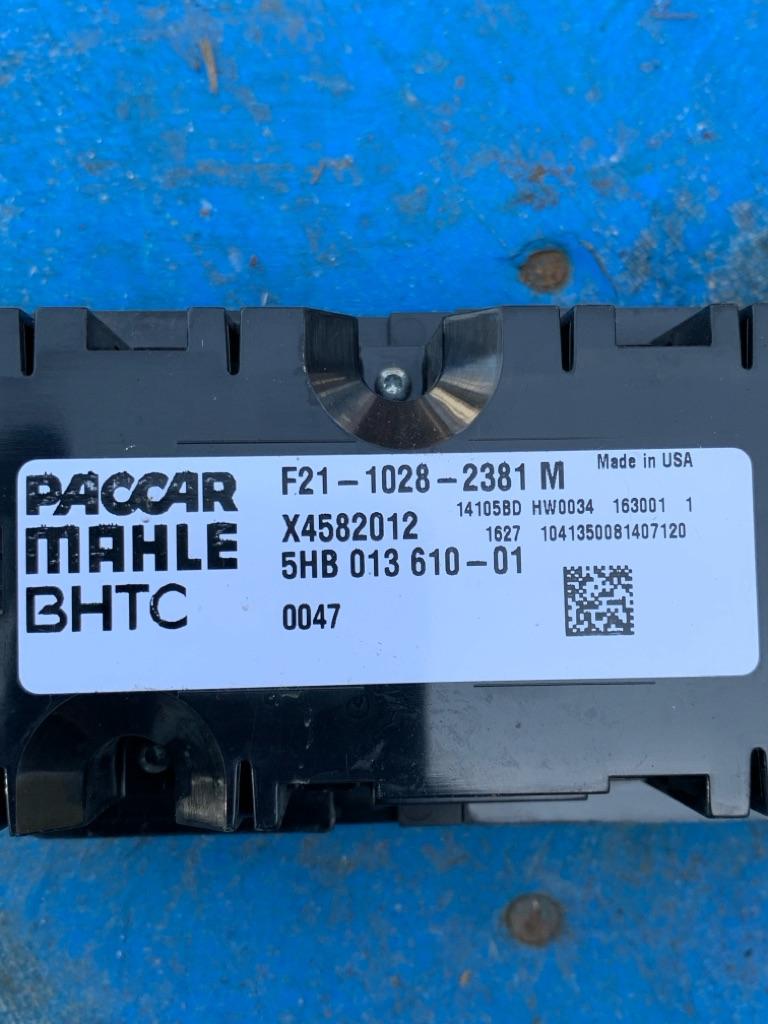 PACCAR
MAHLE
BHTC
F21-1028-2381 M
Made in USA
X4582012
14105BD HW0034 163001 1
1627 1041350081407120
5HB 013 610-01
0047